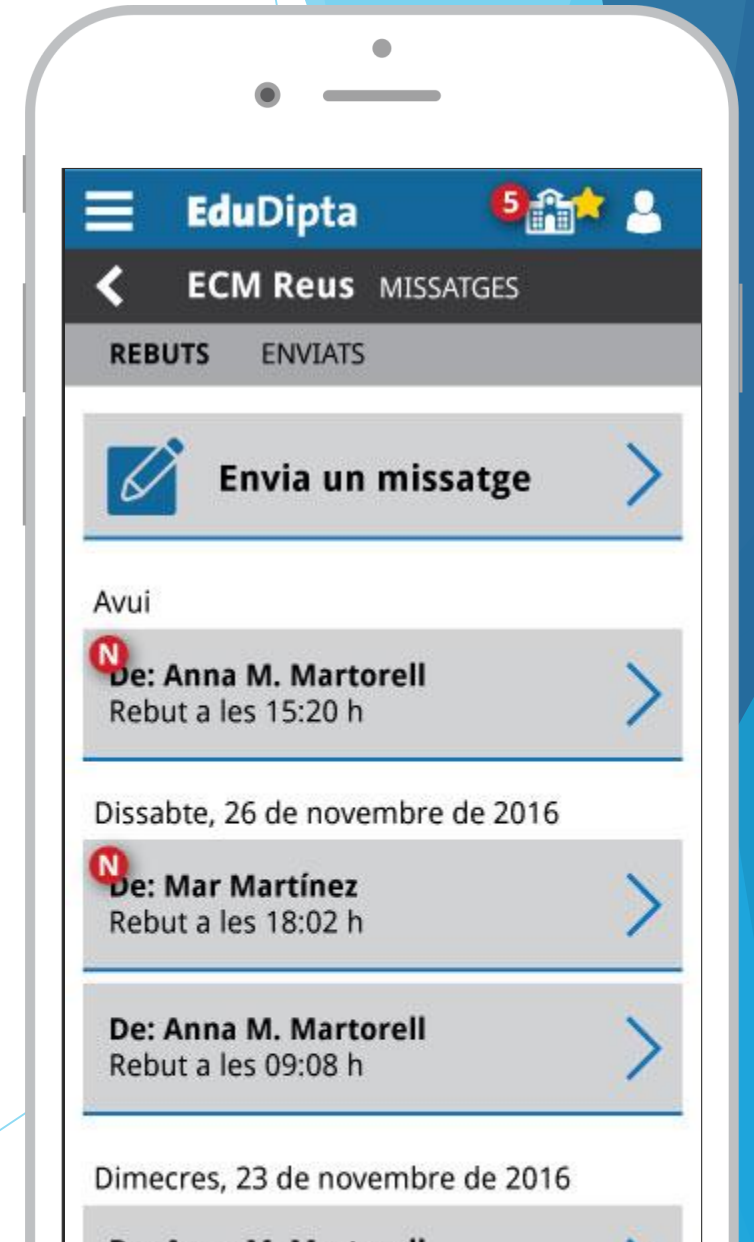 EduDipta 5
ECM Reus MISSATGES
REBUTS ENVIATS
Envia un missatge
Avui
N
De: Anna M. Martorell
Rebut a les 15:20 h
Dissabte, 26 de novembre de 2016
N
De: Mar Martínez
Rebut a les 18:02 h
De: Anna M. Martorell
Rebut a les 09:08 h
Dimecres, 23 de novembre de 2016